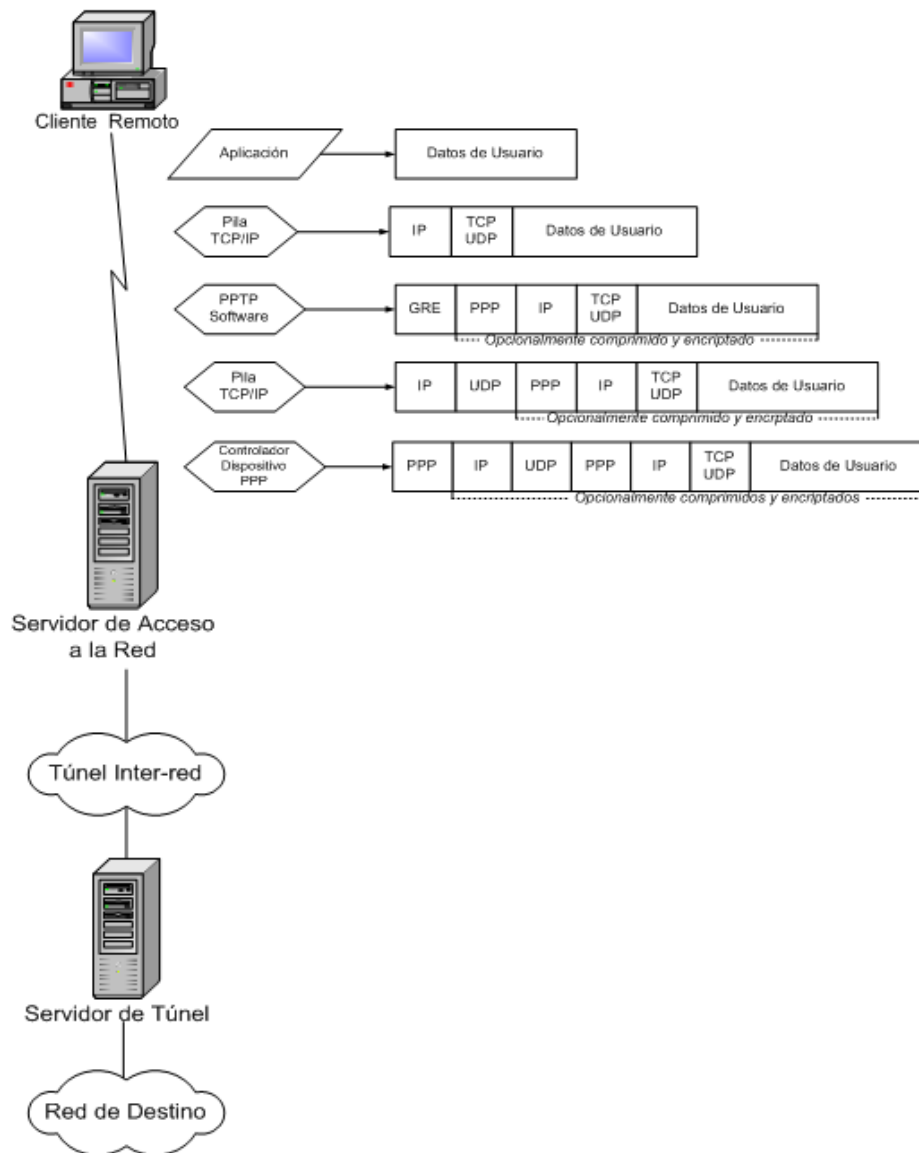 Cliente Remoto
Aplicación
Datos de Usuario
Pila
TCP/IP
IP
TCP
UDP
Datos de Usuario
PPTP
Software
GRE
PPP
IP
TCP
UDP
Datos de Usuario
Opcionalmente comprimido y encriptado
Pila
TCP/IP
IP
UDP
PPP
IP
TCP
UDP
Datos de Usuario
Opcionalmente comprimido y encrptado
Controlador
Dispositivo
PPP
PPP
IP
UDP
PPP
IP
TCP
UDP
Datos de Usuario
Opcionalmente comprimidos y encriptados
Servidor de Acceso
a la Red
Túnel Inter-red
Servidor de Túnel
Red de Destino